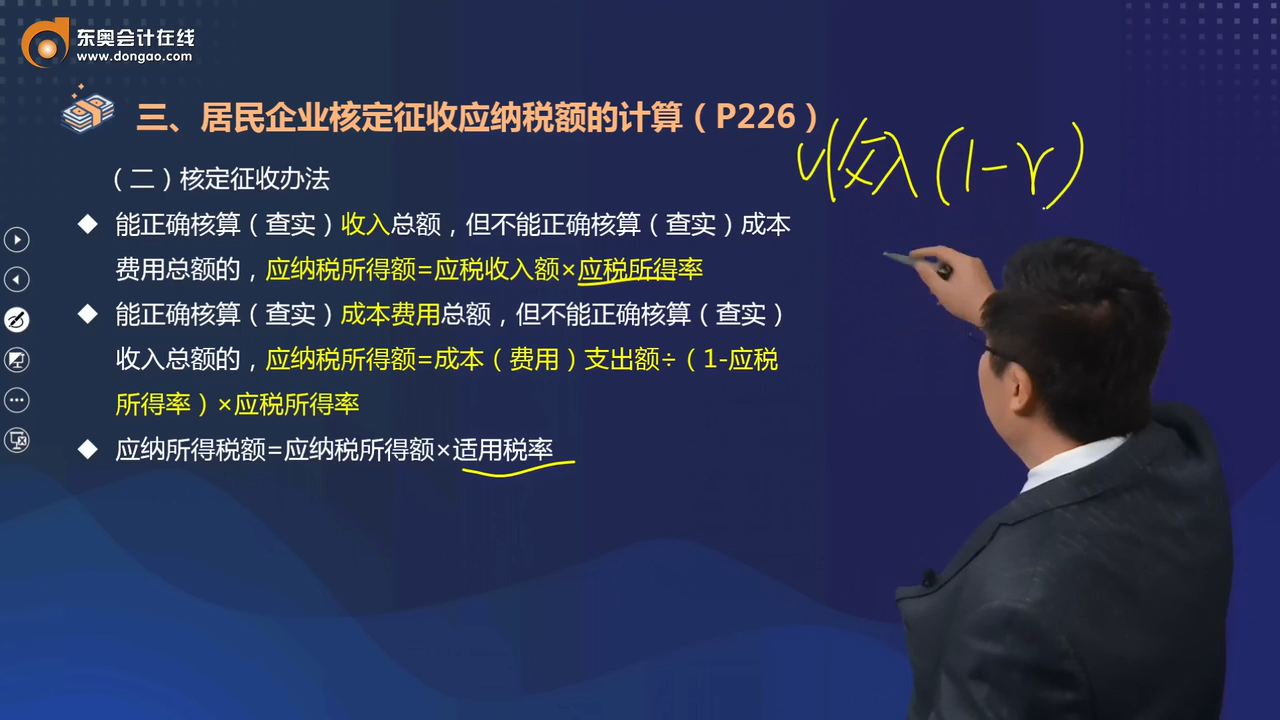 东奥会计在线
www.dongao.com
三、居民企业核定征收应纳税额的计算（P226）
收入(1-r)
（二）核定征收办法
◆ 能正确核算（查实）收入总额，但不能正确核算（查实）成本
费用总额的，应纳税所得额=应税收入额×应税所得率
◆ 能正确核算（查实）成本费用总额，但不能正确核算（查实）
收入总额的，应纳税所得额=成本（费用）支出额÷（1-应税
所得率）×应税所得率
◆ 应纳所得税额=应纳税所得额×适用税率